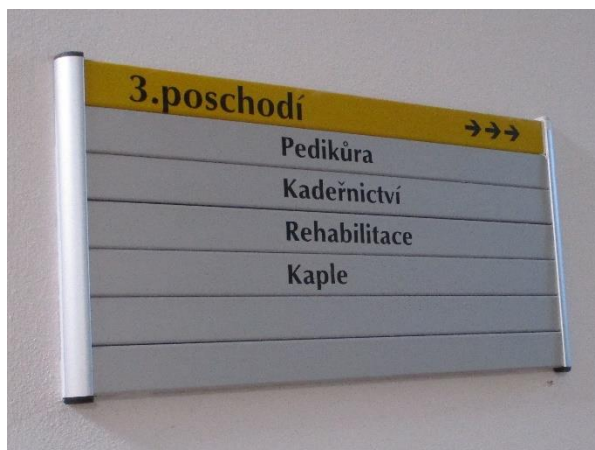 3.poschodí →→→
Pedikůra
Kadeřnictví
Rehabilitace
Kaple